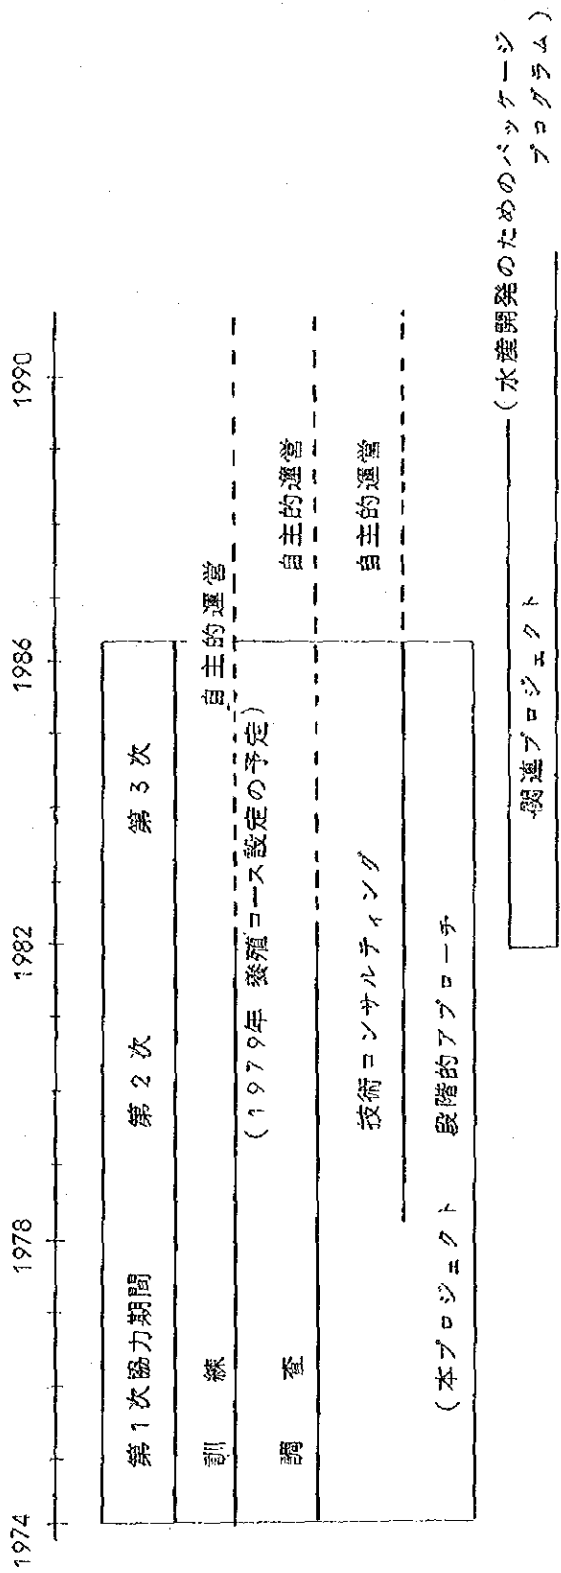 1974 1978 1982 1986 1990
第1次協力期間 第2次 第3次
訓練 自主的運営
(1979年 養殖コース設定の予定)
調査 自主的運営
技術コンサルティング 自主的運営
(本プロジェクト 段階的アプローチ
関連プロジェクト (水産開発のためのパッケージ
プログラム)